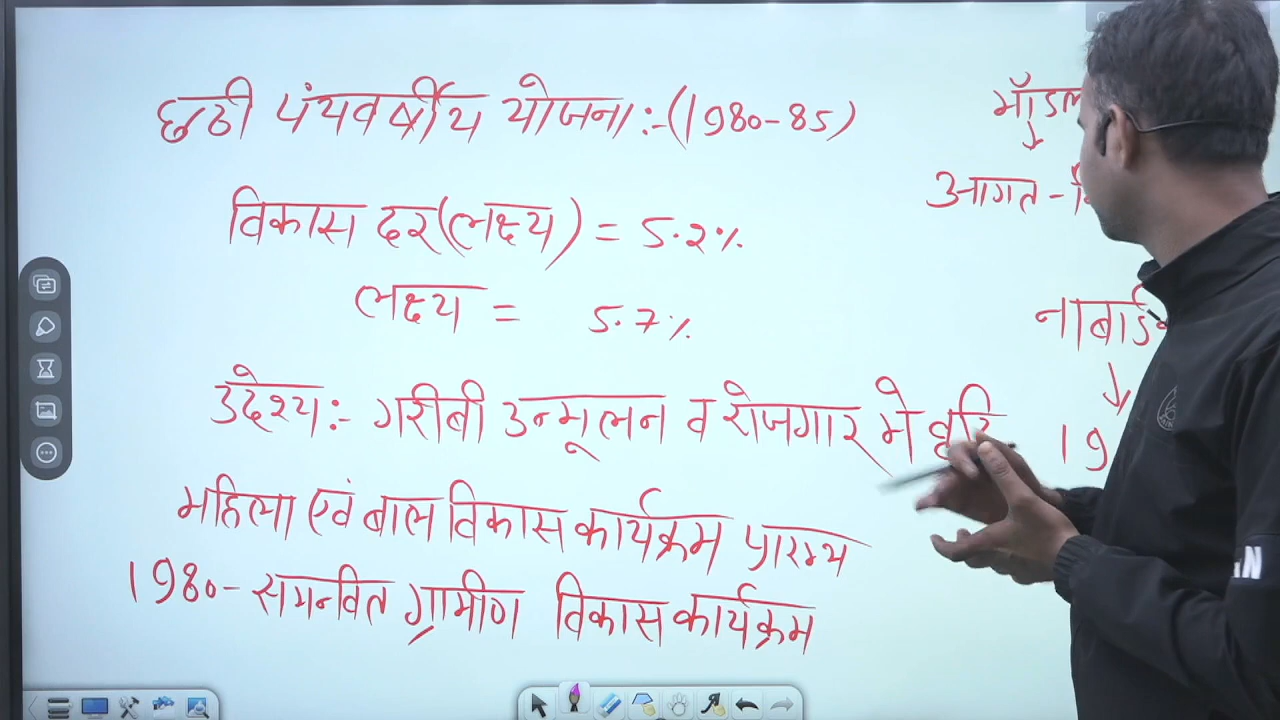 छठी पंचवर्षीय योजना:-(1980-85)
विकास दर(लक्ष्य) = 5.2%
लक्ष्य = 5.7%
उद्देश्य:- गरीबी उन्मूलन व रोजगार मे वृद्धि
महिला एवं बाल विकास कार्यक्रम प्रारम्भ
1980- समन्वित ग्रामीण विकास कार्यक्रम
मॉडल
आगत-
नाबार्ड
19